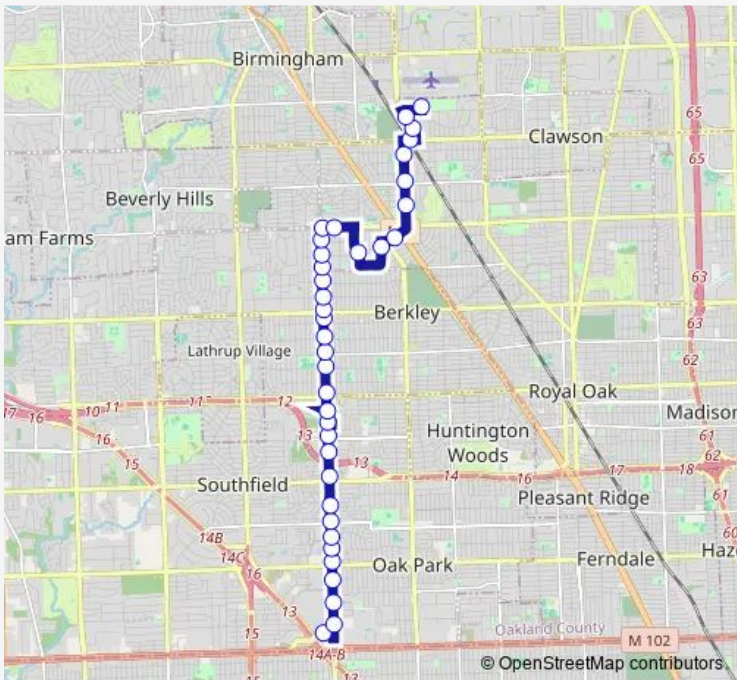 Birmingham
65
Clawson
65
Beverly Hills
am Farms
63
63
Berkley
62
Lathrup Village
12
17
16
10
11
13
Royal Oak
Madison
61
16
13
Huntington
Woods
62
15
14
16
17
18
Southfield
Pleasant Ridge
61
14B
60
14C
16
Oak Park
Ferndale
Haze
13
15
Oakland County
M 102
14A-B
15
12
© OpenStreetMap contributors